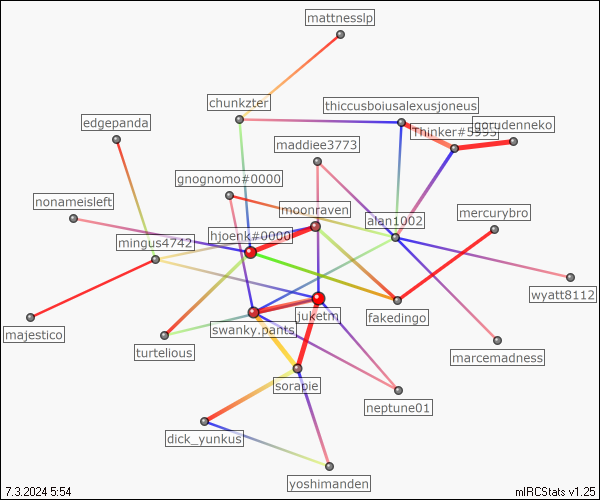 mattnesslp
chunkzter
thiccusboiusalexusjoneus
edgepanda
Thinker#5995
gorudenneko
maddiee3773
gnognomo#0000
nonameisleft
moonraven
mercurybro
alan1002
hjoenk#0000
mingus4742
wyatt8112
juketm
fakedingo
majestico
swanky.pants
turtelious
marcemadness
sorapie
neptune01
dick_yunkus
yoshimanden
7.3.2024 5:54
mIRCStats v1.25